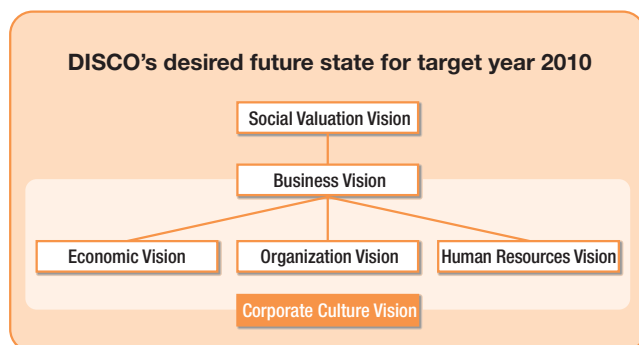 DISCO's desired future state for target year 2010
Social Valuation Vision
Business Vision
Economic Vision
Organization Vision
Human Resources Vision
Corporate Culture Vision